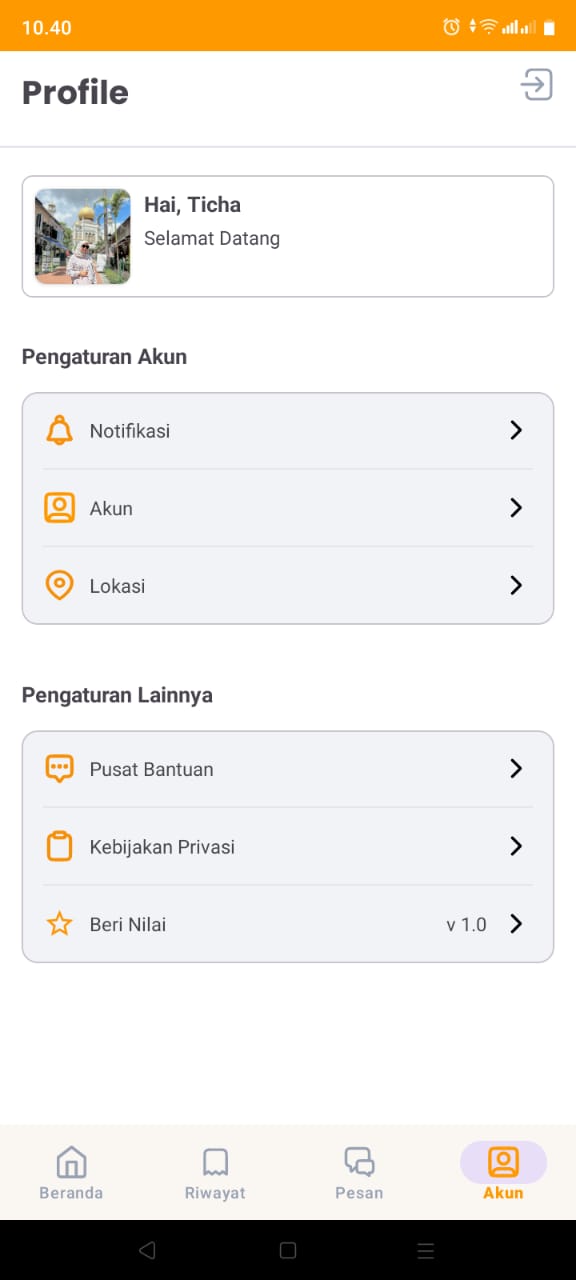 10.40
Profile
Hai, Ticha
Selamat Datang
Pengaturan Akun
Notifikasi
Akun
Lokasi
Pengaturan Lainnya
Pusat Bantuan
Kebijakan Privasi
Beri Nilai v 1.0
Beranda Riwayat Pesan Akun